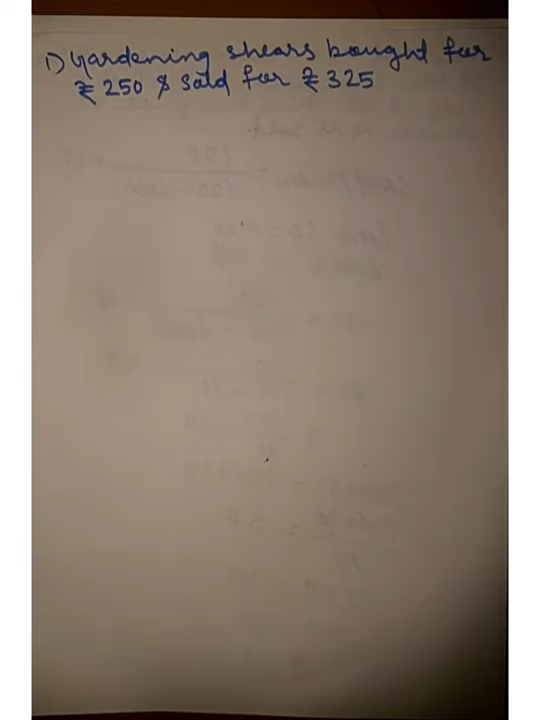 1) Gardening shears bought for
₹ 250 & sold for ₹ 325